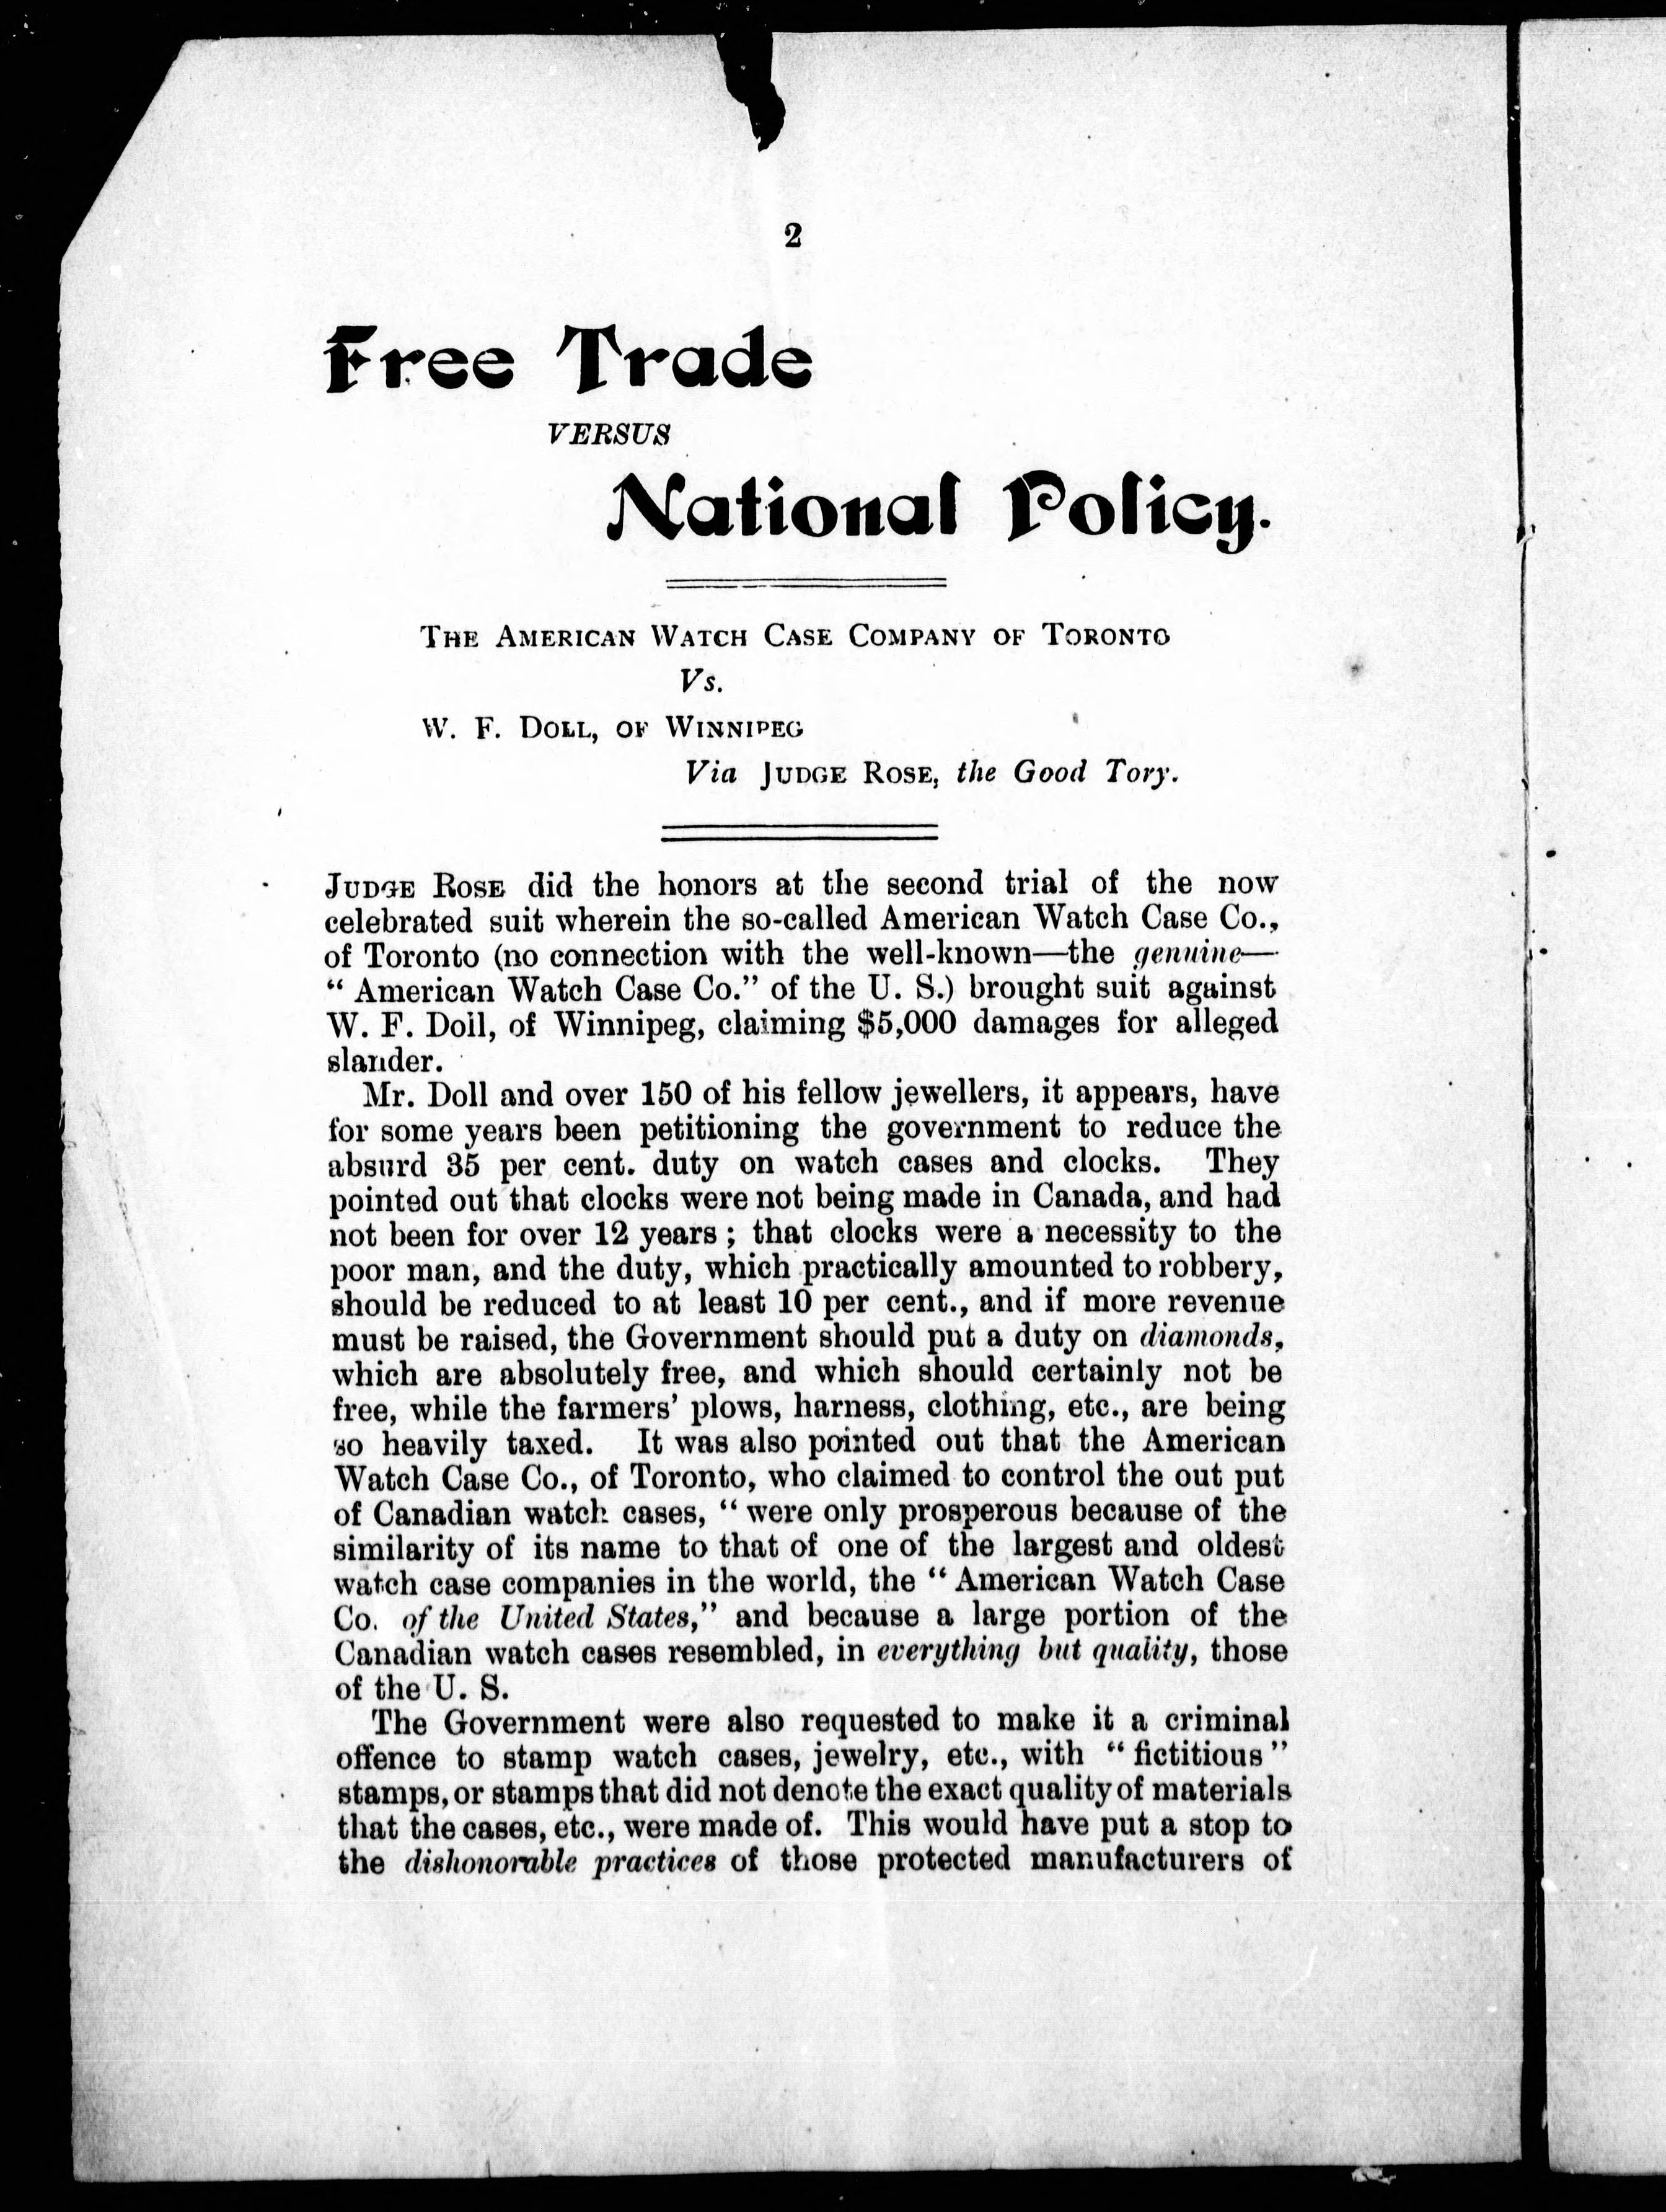 2
Free Trade
VERSUS
National Policy.
THE AMERICAN WATCH CASE COMPANY OF TORONTO
Vs.
W. F. DOLL, OF WINNIPEG
Via JUDGE ROSE, the Good Tory.
JUDGE ROSE did the honors at the second trial of the now
celebrated suit wherein the so-called American Watch Case Co.,
of Toronto (no connection with the well-known—the genuine—
" American Watch Case Co." of the U. S.) brought suit against
W. F. Doll, of Winnipeg, claiming $5,000 damages for alleged
slander.
Mr. Doll and over 150 of his fellow jewellers, it appears, have
for some years been petitioning the government to reduce the
absurd 35 per cent. duty on watch cases and clocks. They
pointed out that clocks were not being made in Canada, and had
not been for over 12 years ; that clocks were a necessity to the
poor man, and the duty, which practically amounted to robbery,
should be reduced to at least 10 per cent., and if more revenue
must be raised, the Government should put a duty on diamonds,
which are absolutely free, and which should certainly not be
free, while the farmers' plows, harness, clothing, etc., are being
so heavily taxed. It was also pointed out that the American
Watch Case Co., of Toronto, who claimed to control the out put
of Canadian watch cases, " were only prosperous because of the
similarity of its name to that of one of the largest and oldest
watch case companies in the world, the " American Watch Case
Co. of the United States," and because a large portion of the
Canadian watch cases resembled, in everything but quality, those
of the U. S.
The Government were also requested to make it a criminal
offence to stamp watch cases, jewelry, etc., with " fictitious "
stamps, or stamps that did not denote the exact quality of materials
that the cases, etc., were made of. This would have put a stop to
the dishonorable practices of those protected manufacturers of